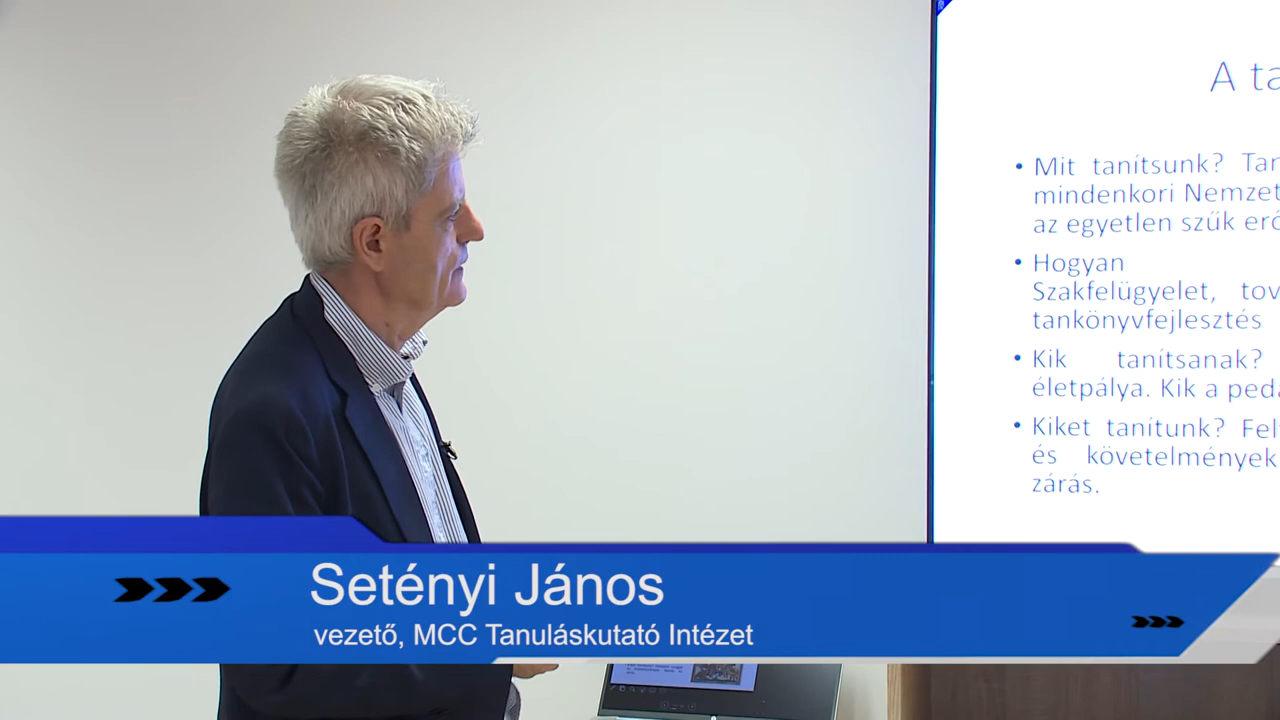 A ta
• Mit tanítsunk? Tan
mindenkori Nemzet
az egyetlen szűk erő
• Hogyan
Szakfelügyelet, tov
tankönyvfejlesztés
• Kik tanítsanak?
életpálya. Kik a peda
• Kiket tanítunk? Felv
és követelmények
zárás.
Setényi János
vezető, MCC Tanuláskutató Intézet